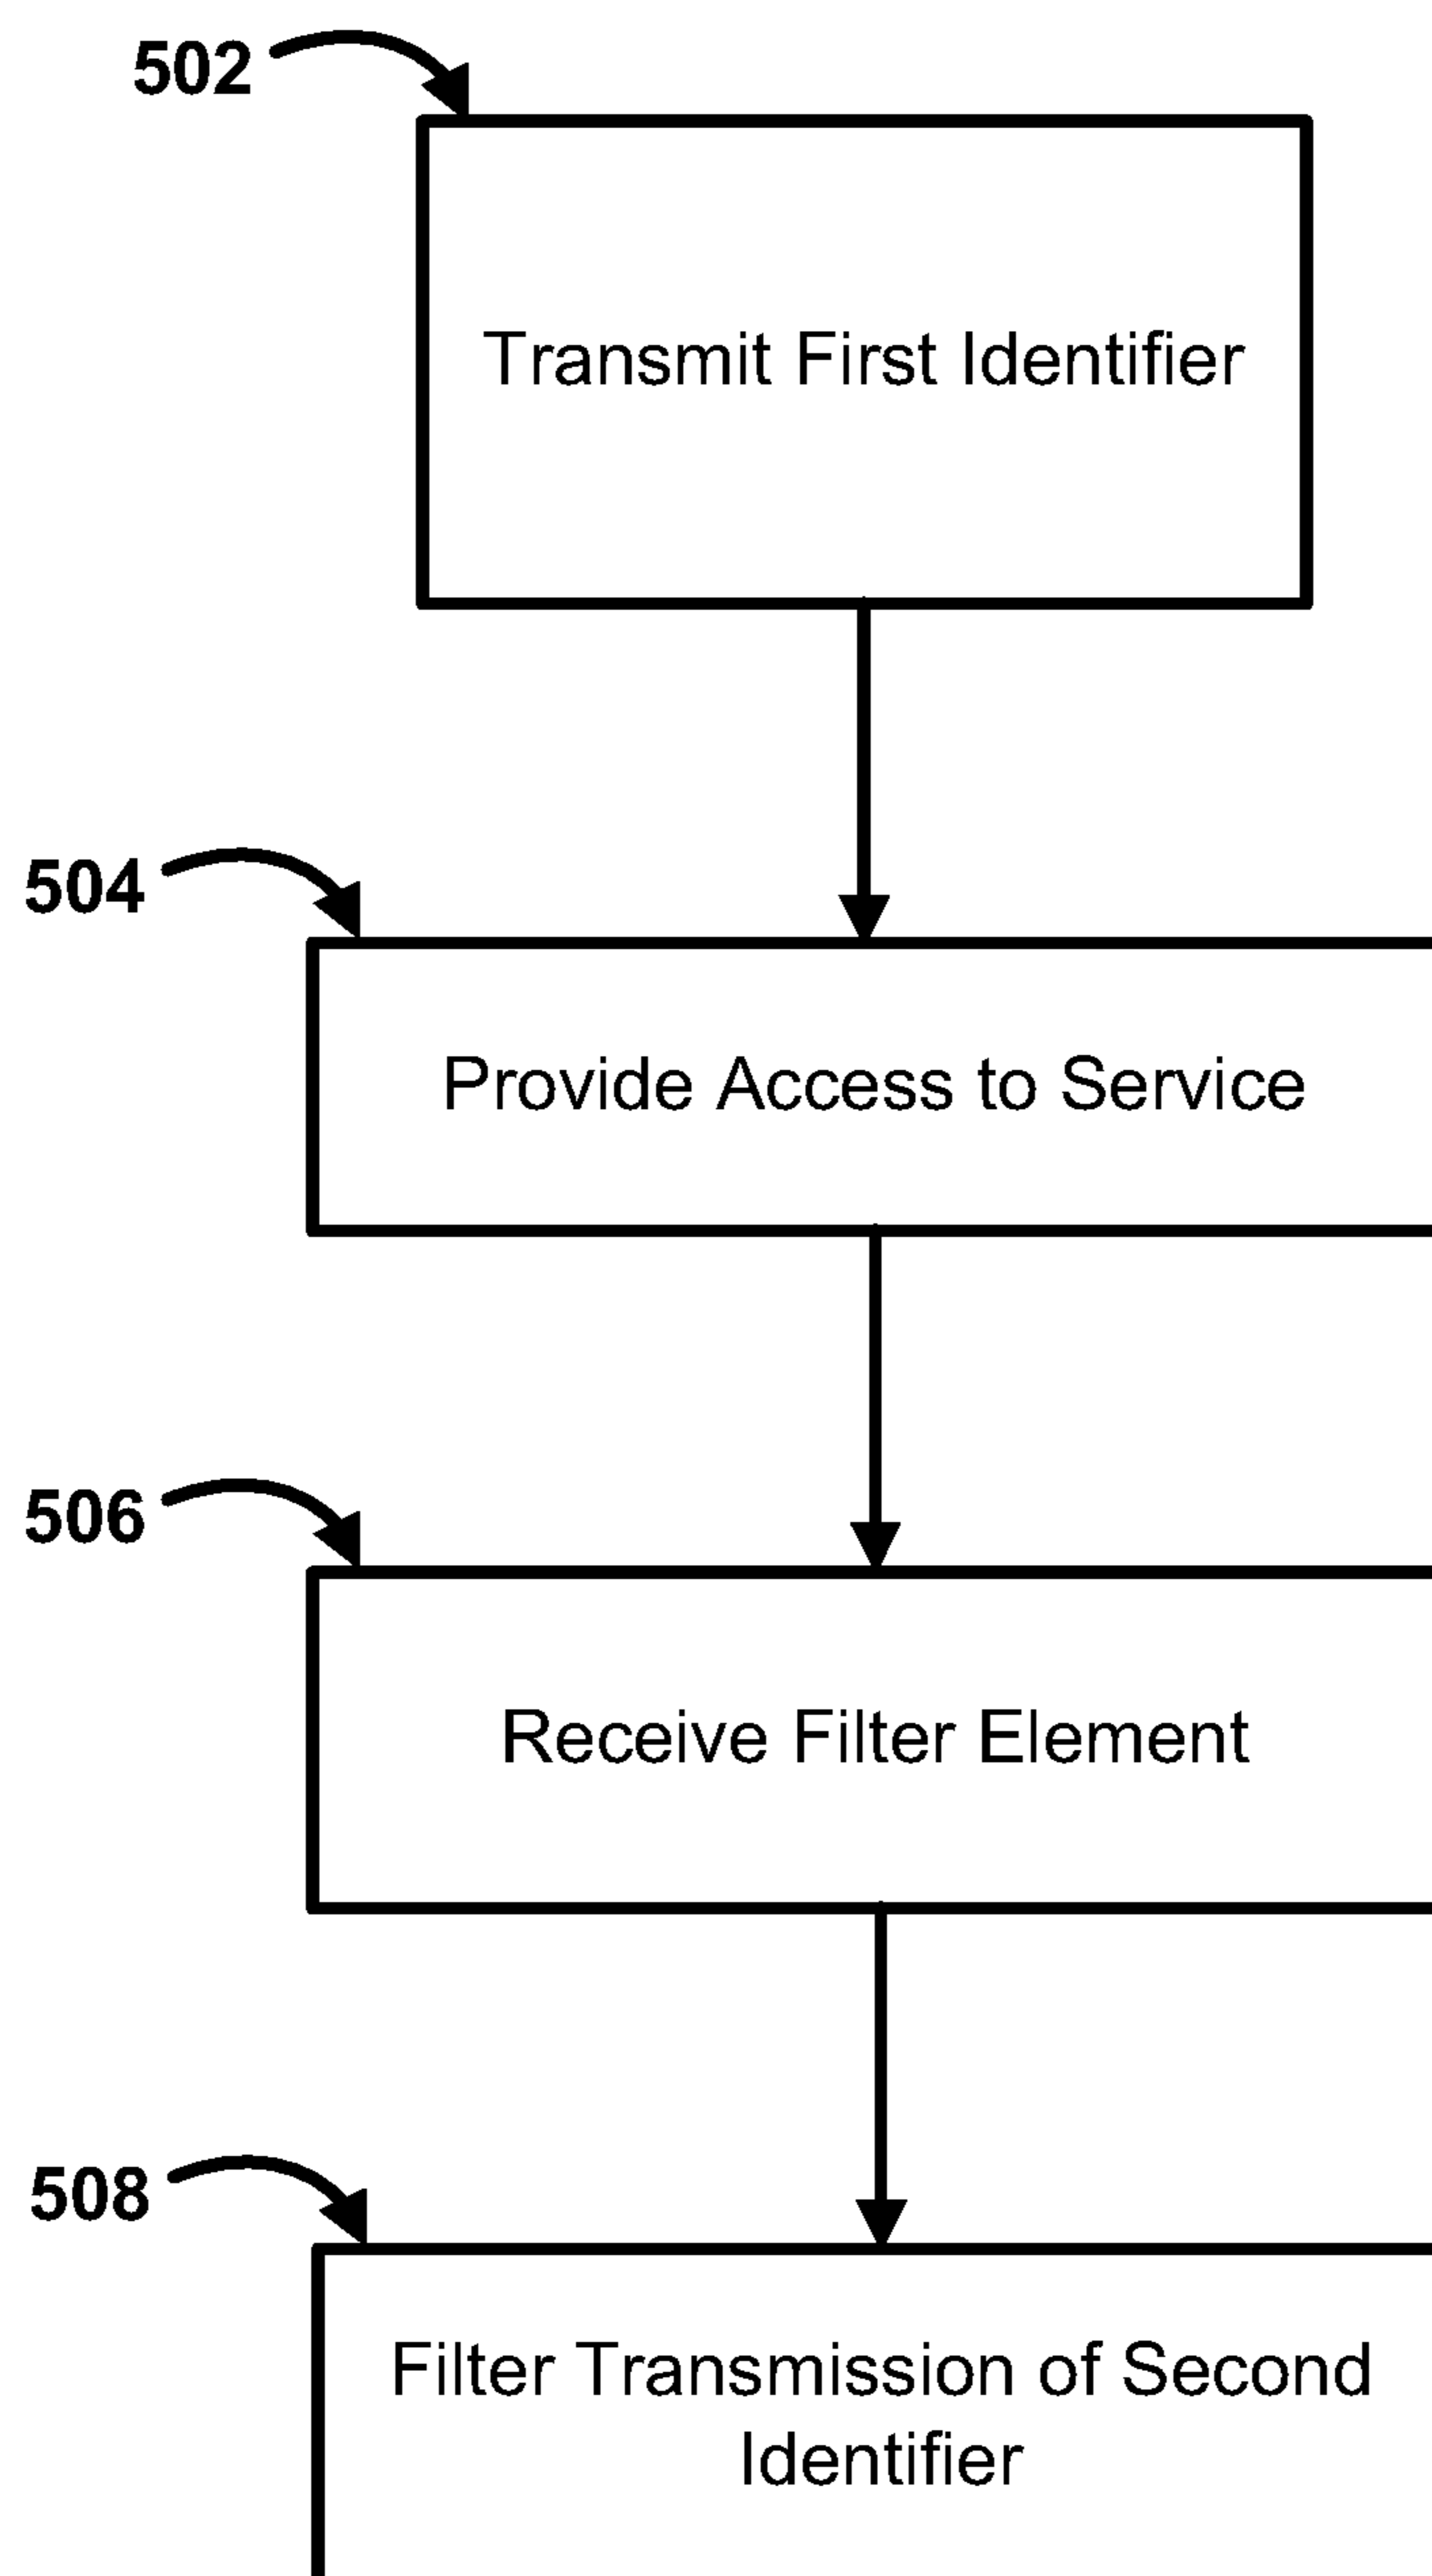 502
Transmit First Identifier
504
Provide Access to Service
506
Receive Filter Element
508
Filter Transmission of Second
Identifier